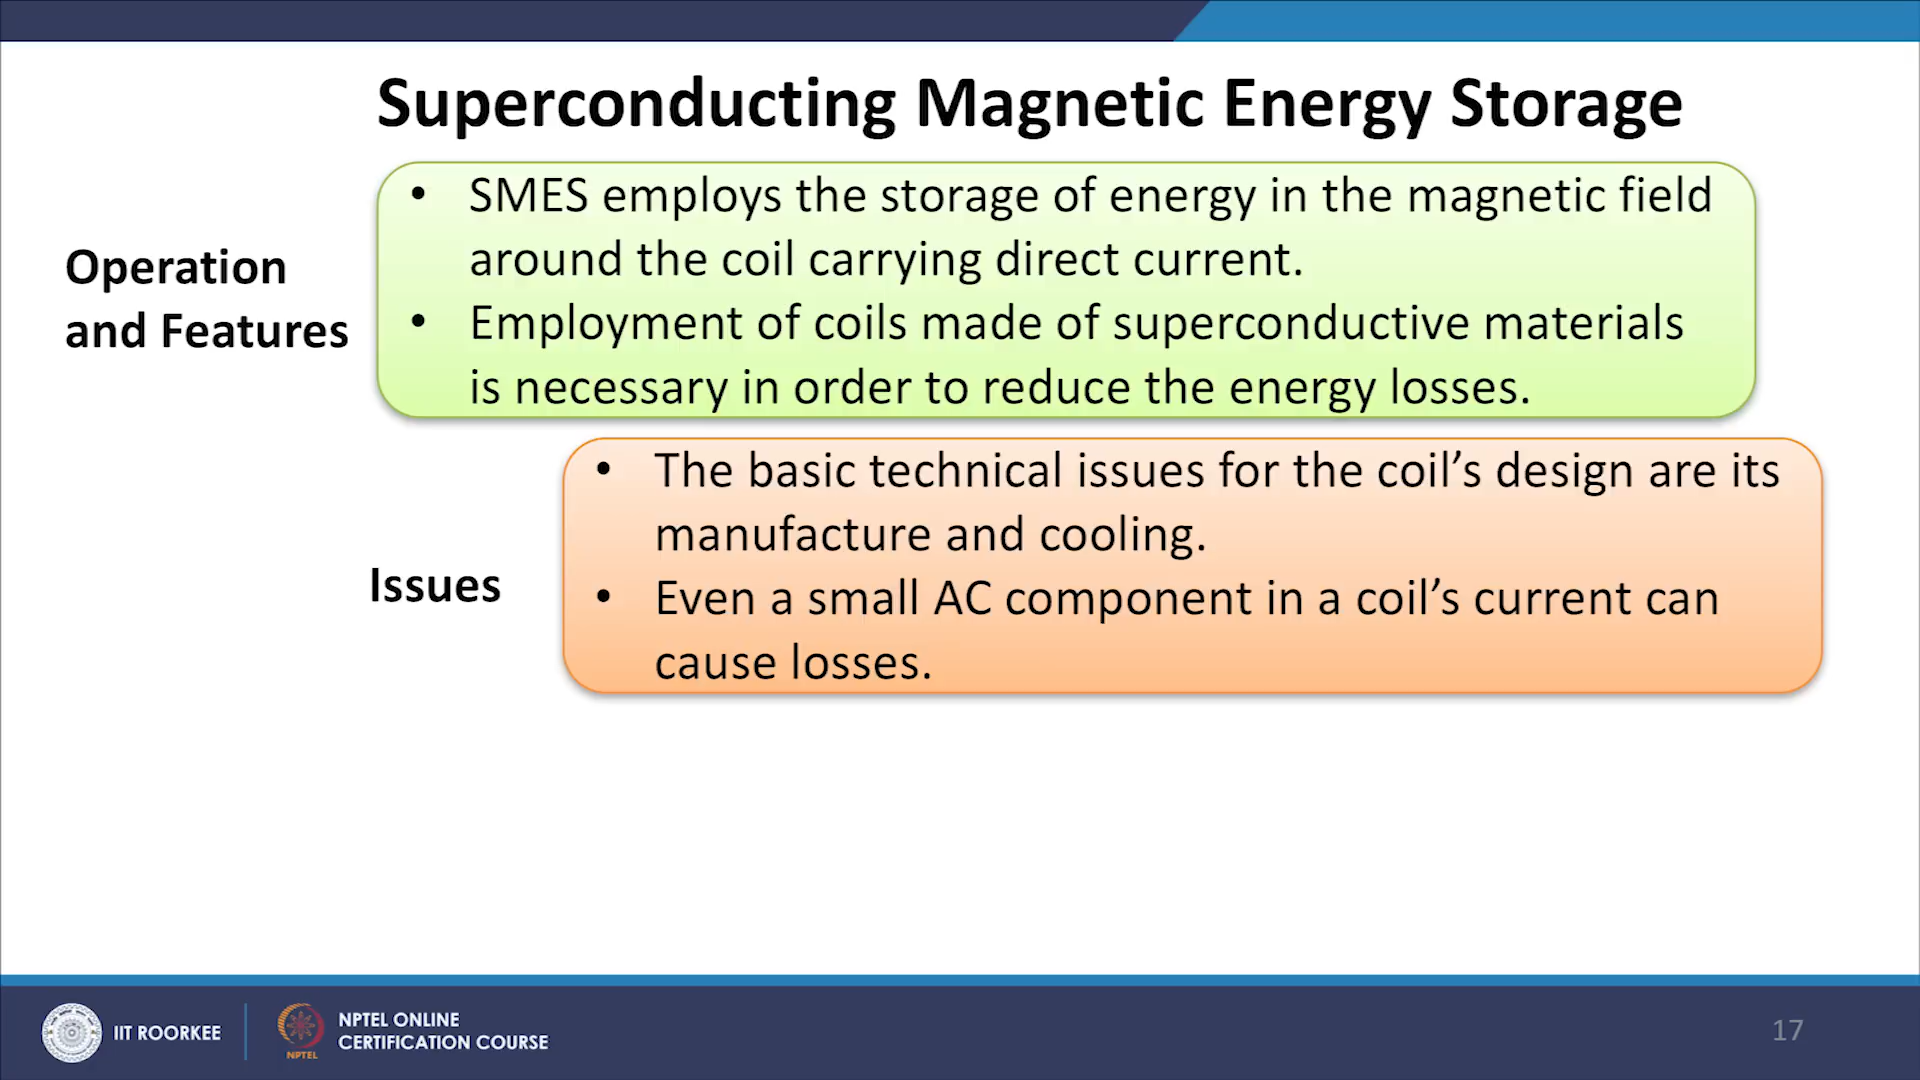 Superconducting Magnetic Energy Storage
Operation
and Features
• SMES employs the storage of energy in the magnetic field
around the coil carrying direct current.
• Employment of coils made of superconductive materials
is necessary in order to reduce the energy losses.
Issues
• The basic technical issues for the coil’s design are its
manufacture and cooling.
• Even a small AC component in a coil’s current can
cause losses.
IIT ROORKEE
NPTEL
NPTEL ONLINE
CERTIFICATION COURSE
17